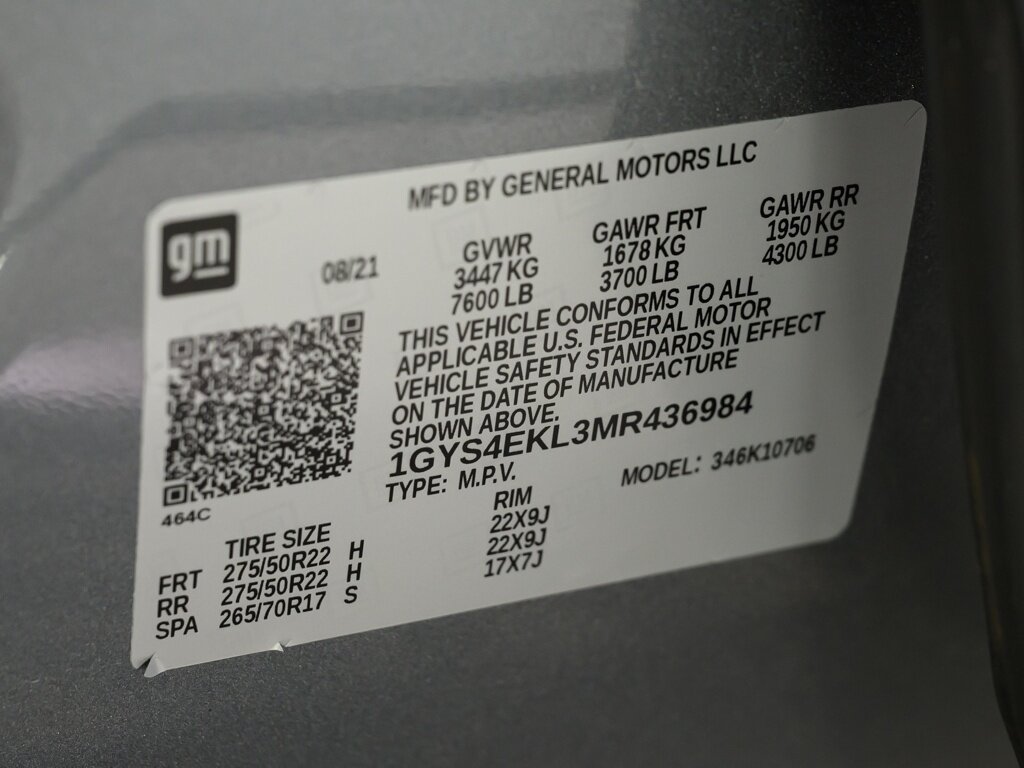 MFD BY GENERAL MOTORS LLC
gm
08/21
GVWR
3447 KG
7600 LB
GAWR FRT
1678 KG
3700 LB
GAWR RR
1950 KG
4300 LB
THIS VEHICLE CONFORMS TO ALL
APPLICABLE U.S. FEDERAL MOTOR
VEHICLE SAFETY STANDARDS IN EFFECT
ON THE DATE OF MANUFACTURE
SHOWN ABOVE.
1GYS4EKL3MR436984
TYPE: M.P.V.
MODEL: 346K10706
464C
TIRE SIZE RIM
FRT 275/50R22 H 22X9J
RR 275/50R22 H 22X9J
SPA 265/70R17 S 17X7J